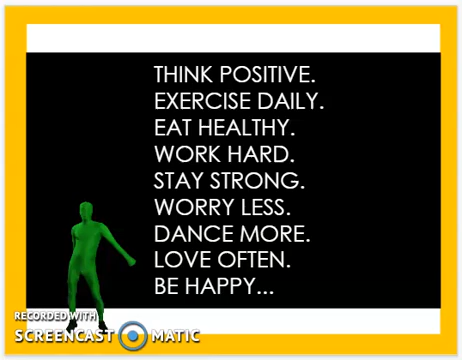 THINK POSITIVE.
EXERCISE DAILY.
EAT HEALTHY.
WORK HARD.
STAY STRONG.
WORRY LESS.
DANCE MORE.
LOVE OFTEN.
BE HAPPY...
RECORDED WITH
SCREENCAST MATIC